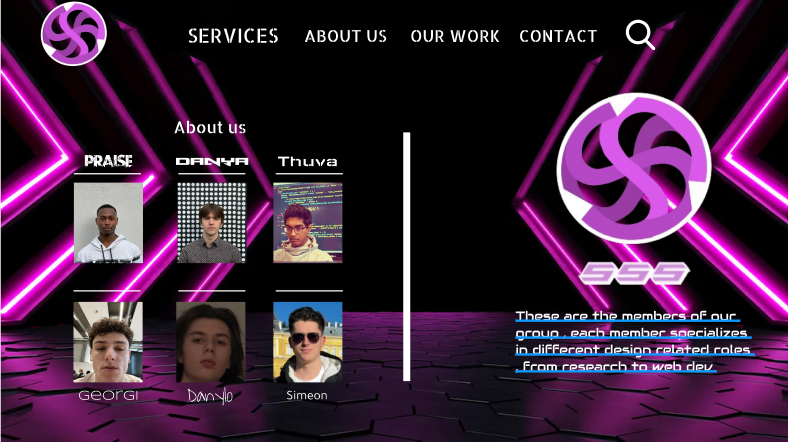 SERVICES ABOUT US OUR WORK CONTACT
About us
PRAISE DANYA Thuva
GEORGI Danylo Simeon
SSS
These are the members of our
group , each member specializes
in different design related roles
, from research to web dev